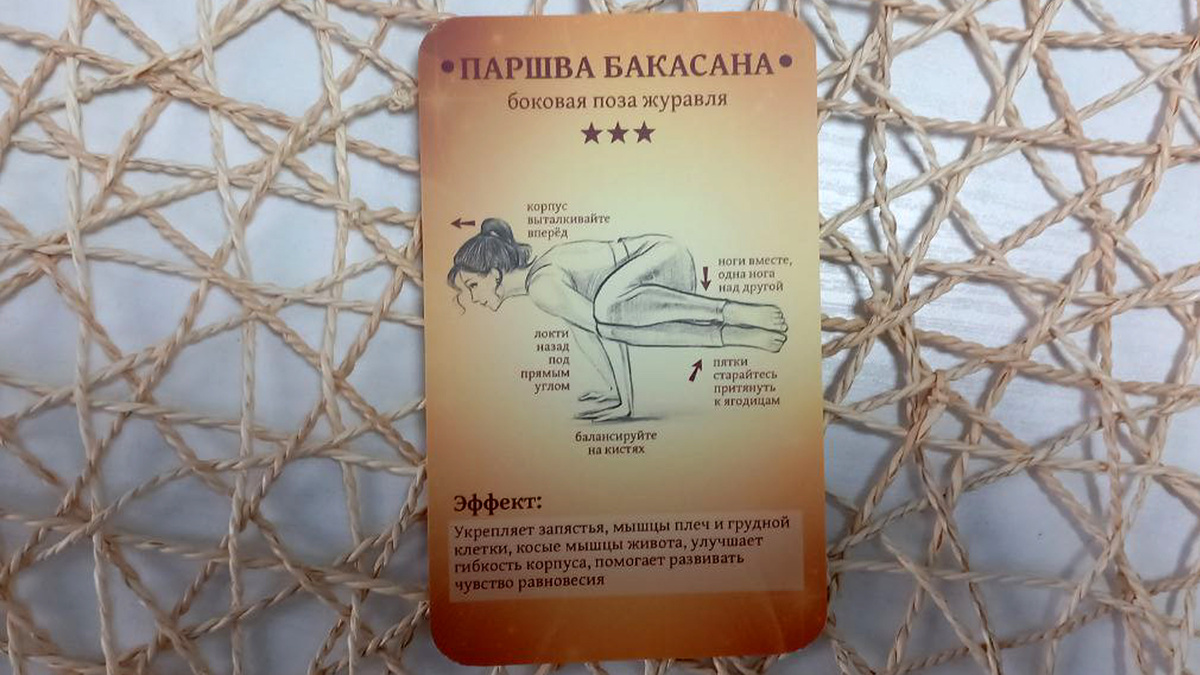 • ПАРШВА БАКАСАНА •
боковая поза журавля
★★★
корпус
выталкивайте
вперёд
ноги вместе,
одна нога
над другой
локти
назад
под
прямым
углом
пятки
старайтесь
притянуть
к ягодицам
балансируйте
на кистях
Эффект:
Укрепляет запястья, мышцы плеч и грудной
клетки, косые мышцы живота, улучшает
гибкость корпуса, помогает развивать
чувство равновесия